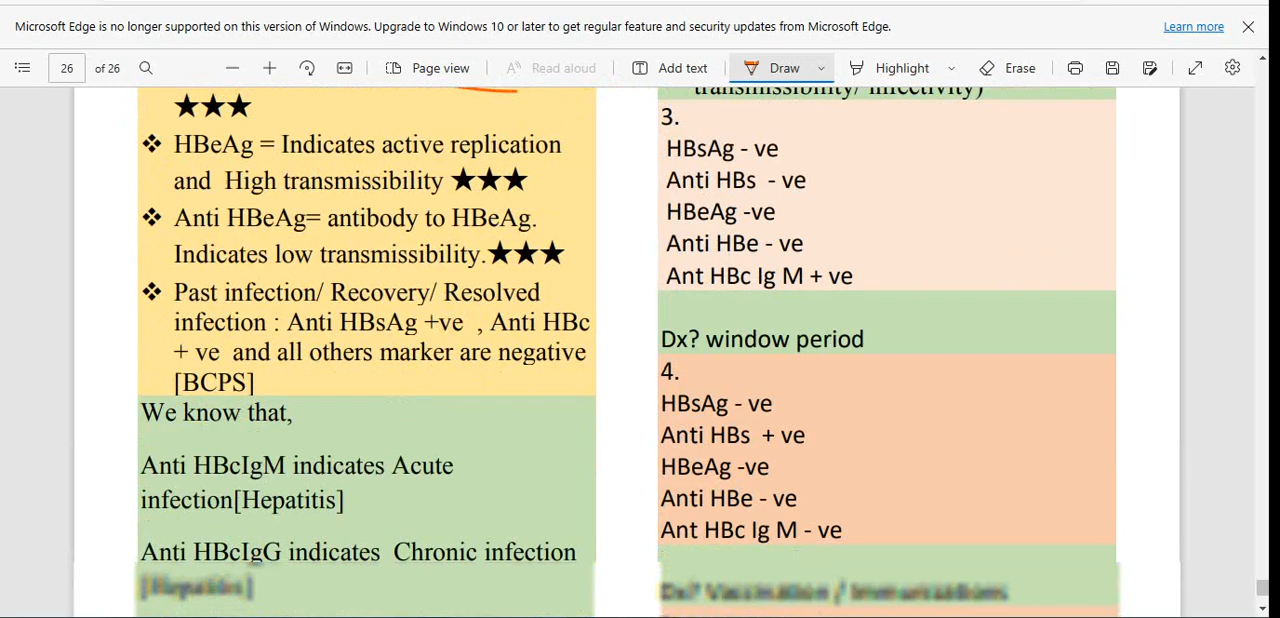 Microsoft Edge is no longer supported on this version of Windows. Upgrade to Windows 10 or later to get regular feature and security updates from Microsoft Edge.
Learn more
26 of 26
Page view
Read aloud
Add text
Draw
Highlight
Erase
★★★
❖ HBeAg = Indicates active replication
and High transmissibility ★★★
❖ Anti HBeAg= antibody to HBeAg.
Indicates low transmissibility.★★★
❖ Past infection/ Recovery/ Resolved
infection : Anti HBsAg +ve , Anti HBc
+ ve and all others marker are negative
[BCPS]
We know that,
Anti HBcIgM indicates Acute
infection[Hepatitis]
Anti HBcIgG indicates Chronic infection
[Hepatitis]
transmissibility/ infectivity)
3.
HBsAg - ve
Anti HBs - ve
HBeAg -ve
Anti HBe - ve
Ant HBc Ig M + ve
Dx? window period
4.
HBsAg - ve
Anti HBs + ve
HBeAg -ve
Anti HBe - ve
Ant HBc Ig M - ve
Dx? Vaccination /